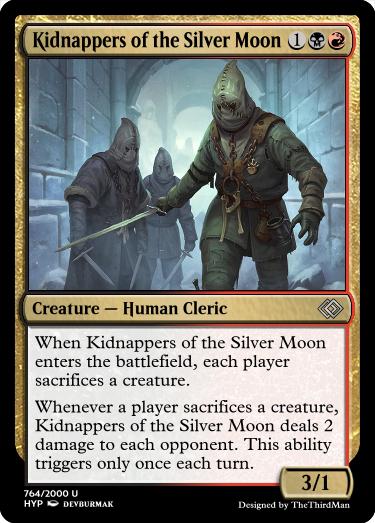 Kidnappers of the Silver Moon 1
Creature — Human Cleric
When Kidnappers of the Silver Moon
enters the battlefield, each player
sacrifices a creature.
Whenever a player sacrifices a creature,
Kidnappers of the Silver Moon deals 2
damage to each opponent. This ability
triggers only once each turn.
3/1
764/2000 U
HYP DEVBURMAK
Designed by TheThirdMan